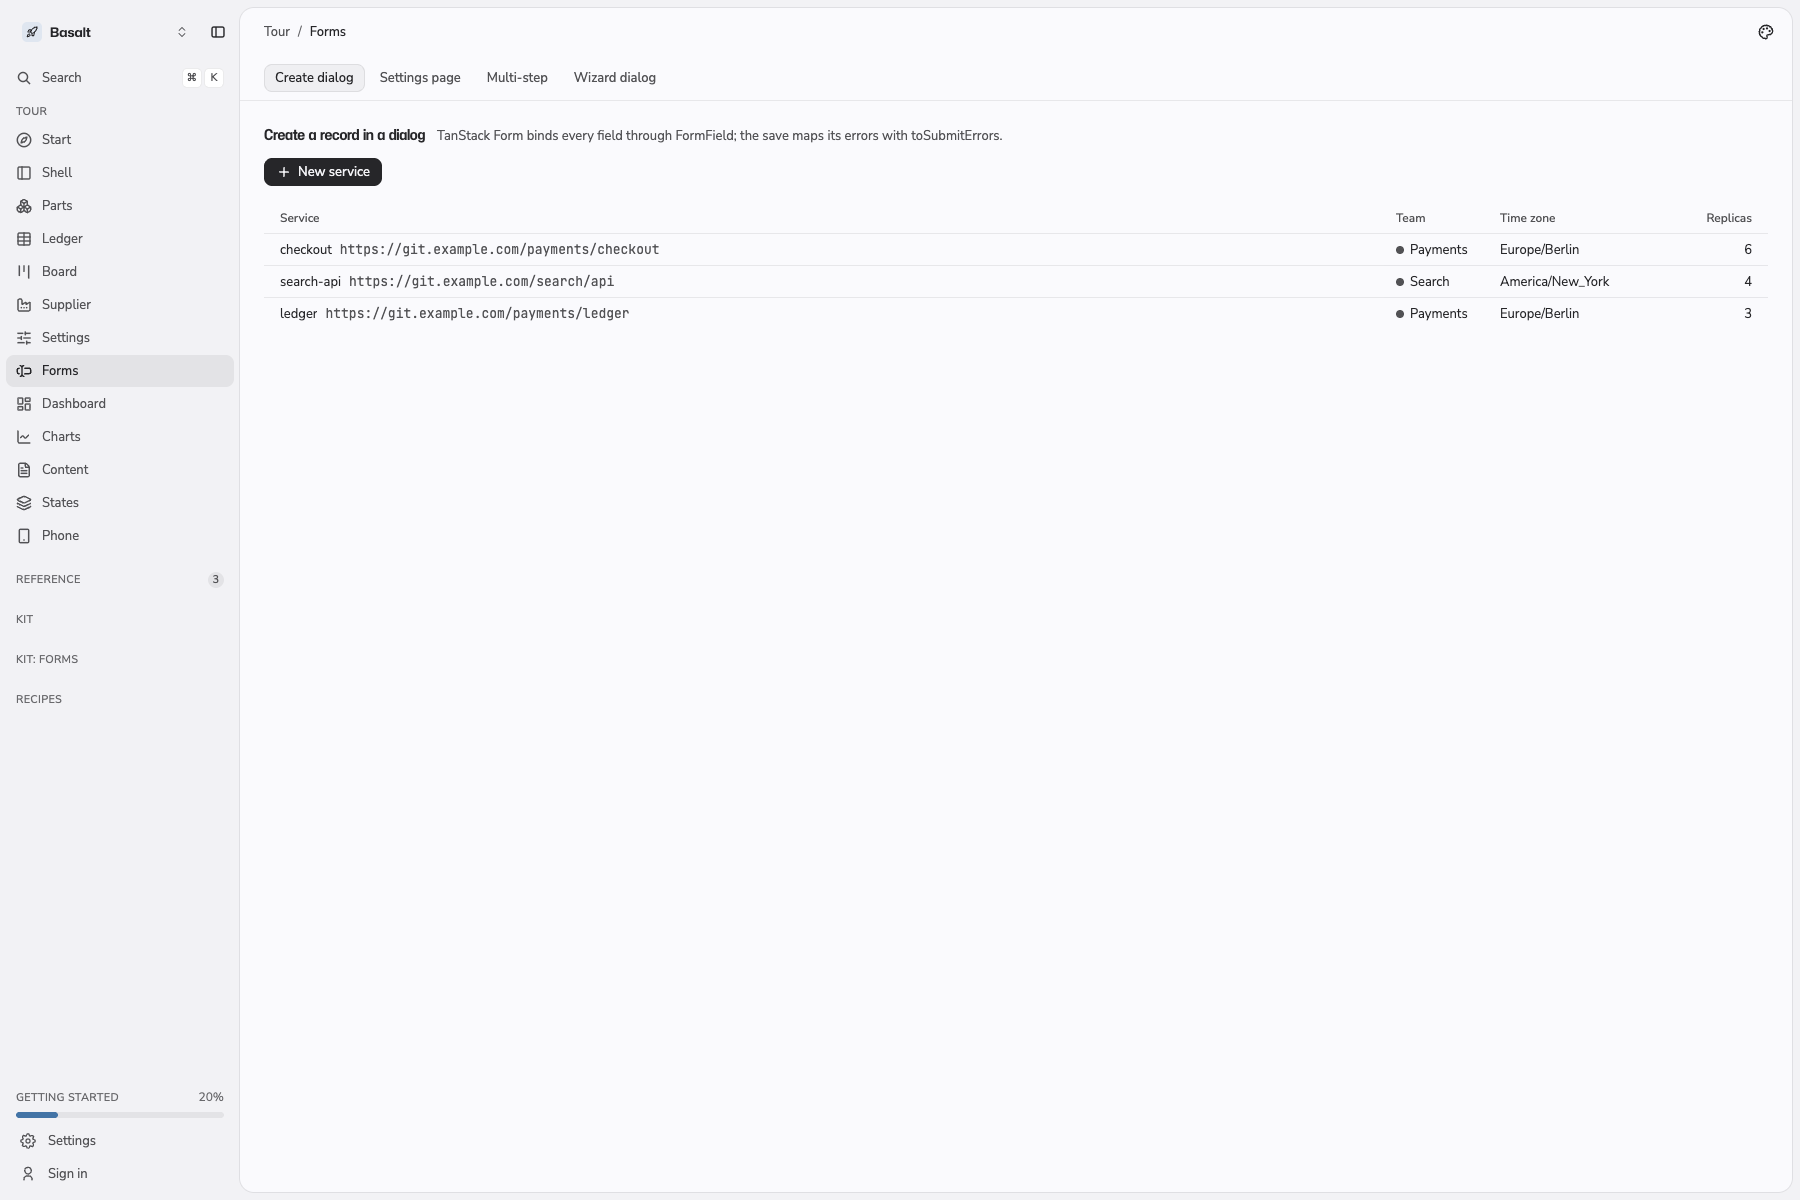 Basalt
Search ⌘ K
TOUR
Start
Shell
Parts
Ledger
Board
Supplier
Settings
Forms
Dashboard
Charts
Content
States
Phone
REFERENCE 3
KIT
KIT: FORMS
RECIPES
GETTING STARTED 20%
Settings
Sign in
Tour / Forms
Create dialog Settings page Multi-step Wizard dialog
Create a record in a dialog TanStack Form binds every field through FormField; the save maps its errors with toSubmitErrors.
New service
Service Team Time zone Replicas
checkout https://git.example.com/payments/checkout Payments Europe/Berlin 6
search-api https://git.example.com/search/api Search America/New_York 4
ledger https://git.example.com/payments/ledger Payments Europe/Berlin 3